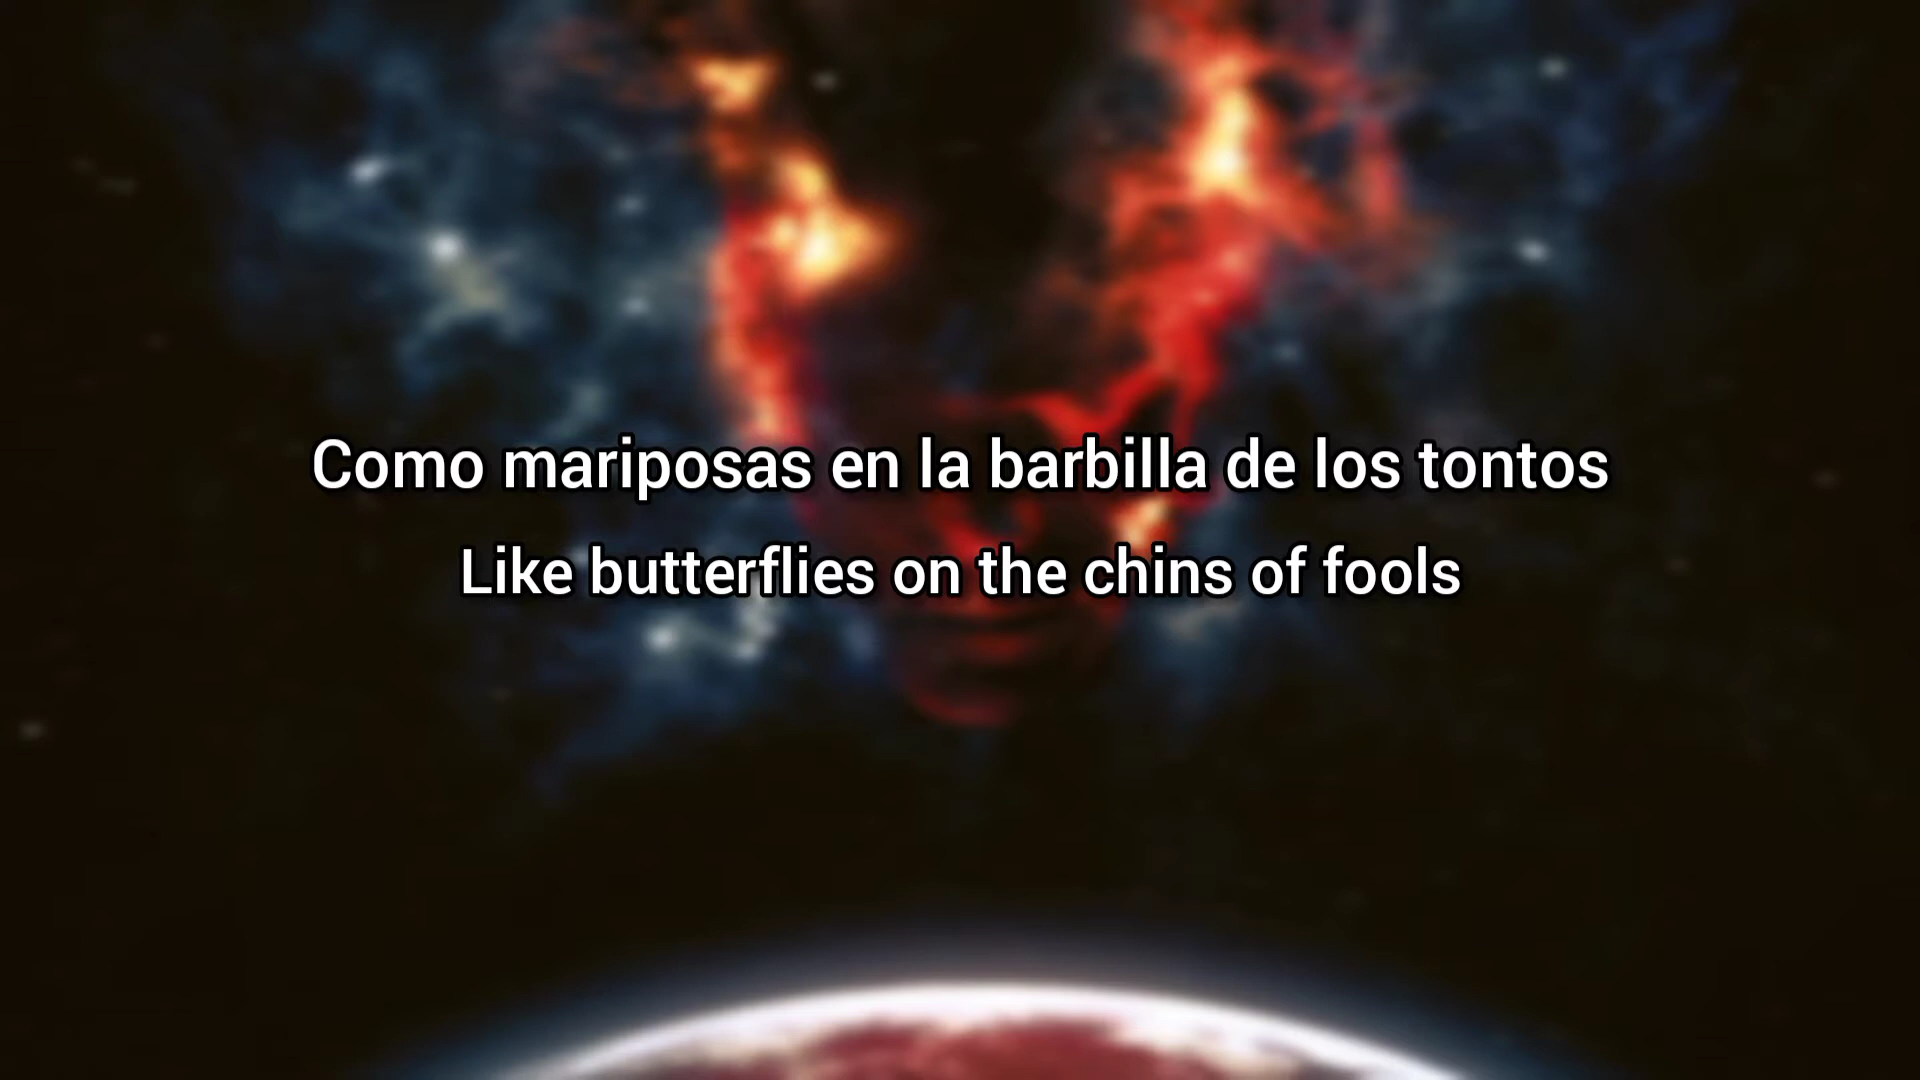 Como mariposas en la barbilla de los tontos
Like butterflies on the chins of fools